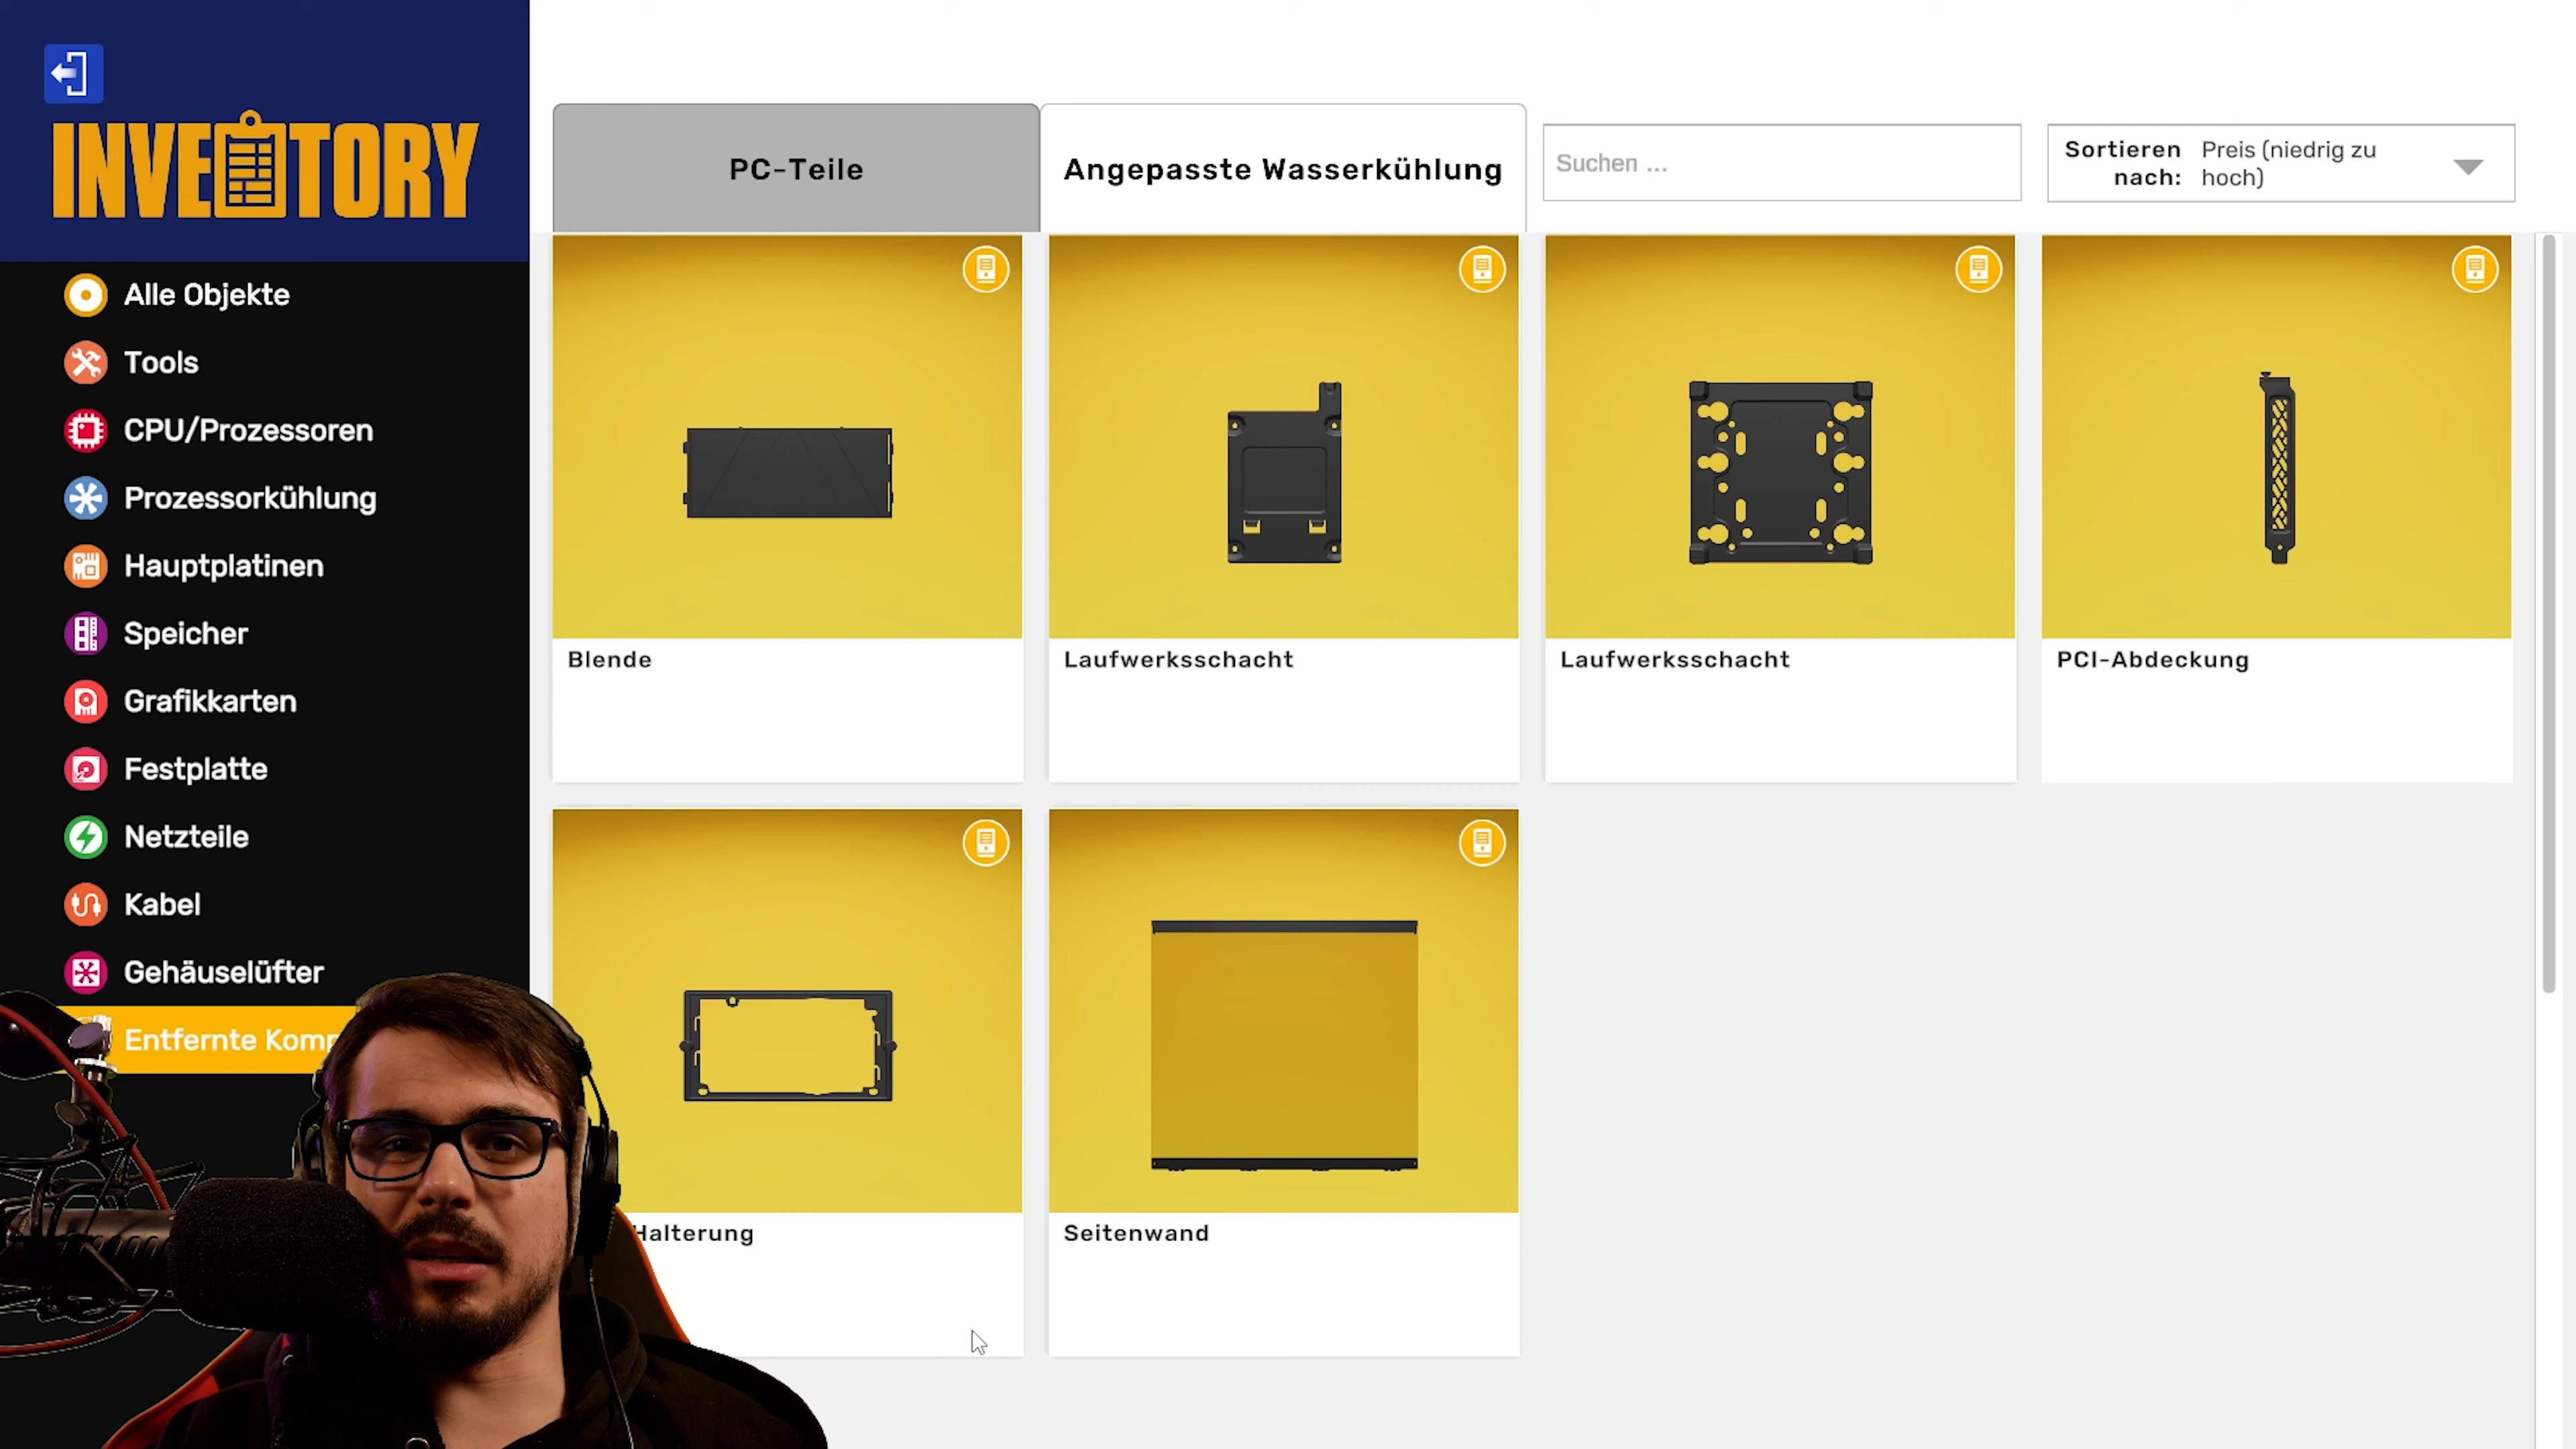 INVENTORY
PC-Teile
Angepasste Wasserkühlung
Suchen ...
Sortieren nach:
Preis (niedrig zu hoch)
Alle Objekte
Tools
CPU/Prozessoren
Prozessorkühlung
Hauptplatinen
Speicher
Grafikkarten
Festplatte
Netzteile
Kabel
Gehäuselüfter
Entfernte
Blende
Laufwerksschacht
Laufwerksschacht
PCI-Abdeckung
Halterung
Seitenwand